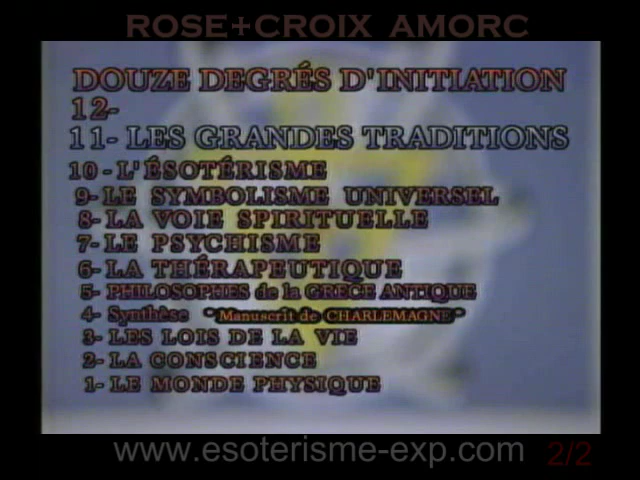 ROSE+CROIX AMORC
DOUZE DEGRÉS D'INITIATION
12-
11- LES GRANDES TRADITIONS
10 - L'ÉSOTÉRISME
9- LE SYMBOLISME UNIVERSEL
8- LA VOIE SPIRITUELLE
7- LE PSYCHISME
6- LA THÉRAPEUTIQUE
5- PHILOSOPHES de la GRECE ANTIQUE
4- Synthèse "Manuscrit de CHARLEMAGNE"
3- LES LOIS DE LA VIE
2- LA CONSCIENCE
1- LE MONDE PHYSIQUE
www.esoterisme-exp.com 2/2